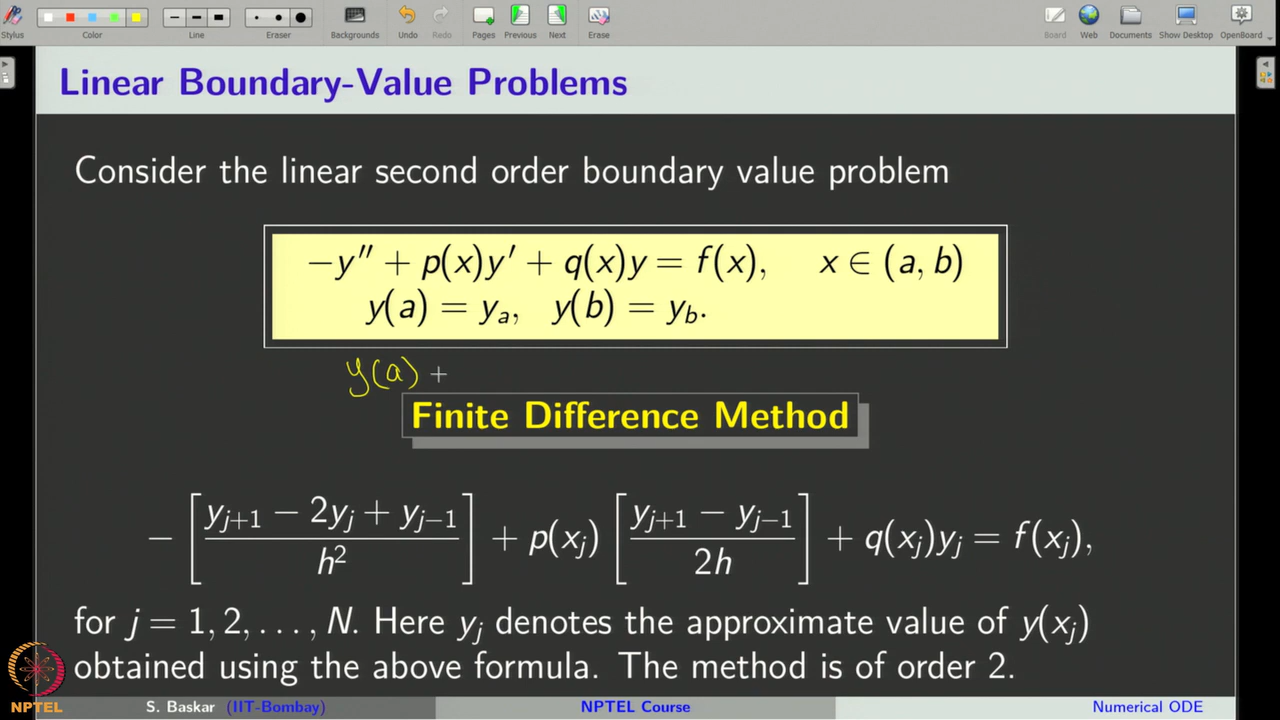 Stylus Color Line Eraser Backgrounds Undo Redo Pages Previous Next Erase Board Web Documents Show Desktop OpenBoard
Linear Boundary-Value Problems
Consider the linear second order boundary value problem
−y″ + p(x)y′ + q(x)y = f(x), x ∈ (a, b)
y(a) = yₐ, y(b) = y_b.
y(a) +
Finite Difference Method
− [ (y_{j+1} − 2y_j + y_{j−1}) / h² ] + p(x_j) [ (y_{j+1} − y_{j−1}) / 2h ] + q(x_j)y_j = f(x_j),
for j = 1, 2, . . . , N. Here y_j denotes the approximate value of y(x_j)
obtained using the above formula. The method is of order 2.
NPTEL
S. Baskar (IIT-Bombay) NPTEL Course Numerical ODE